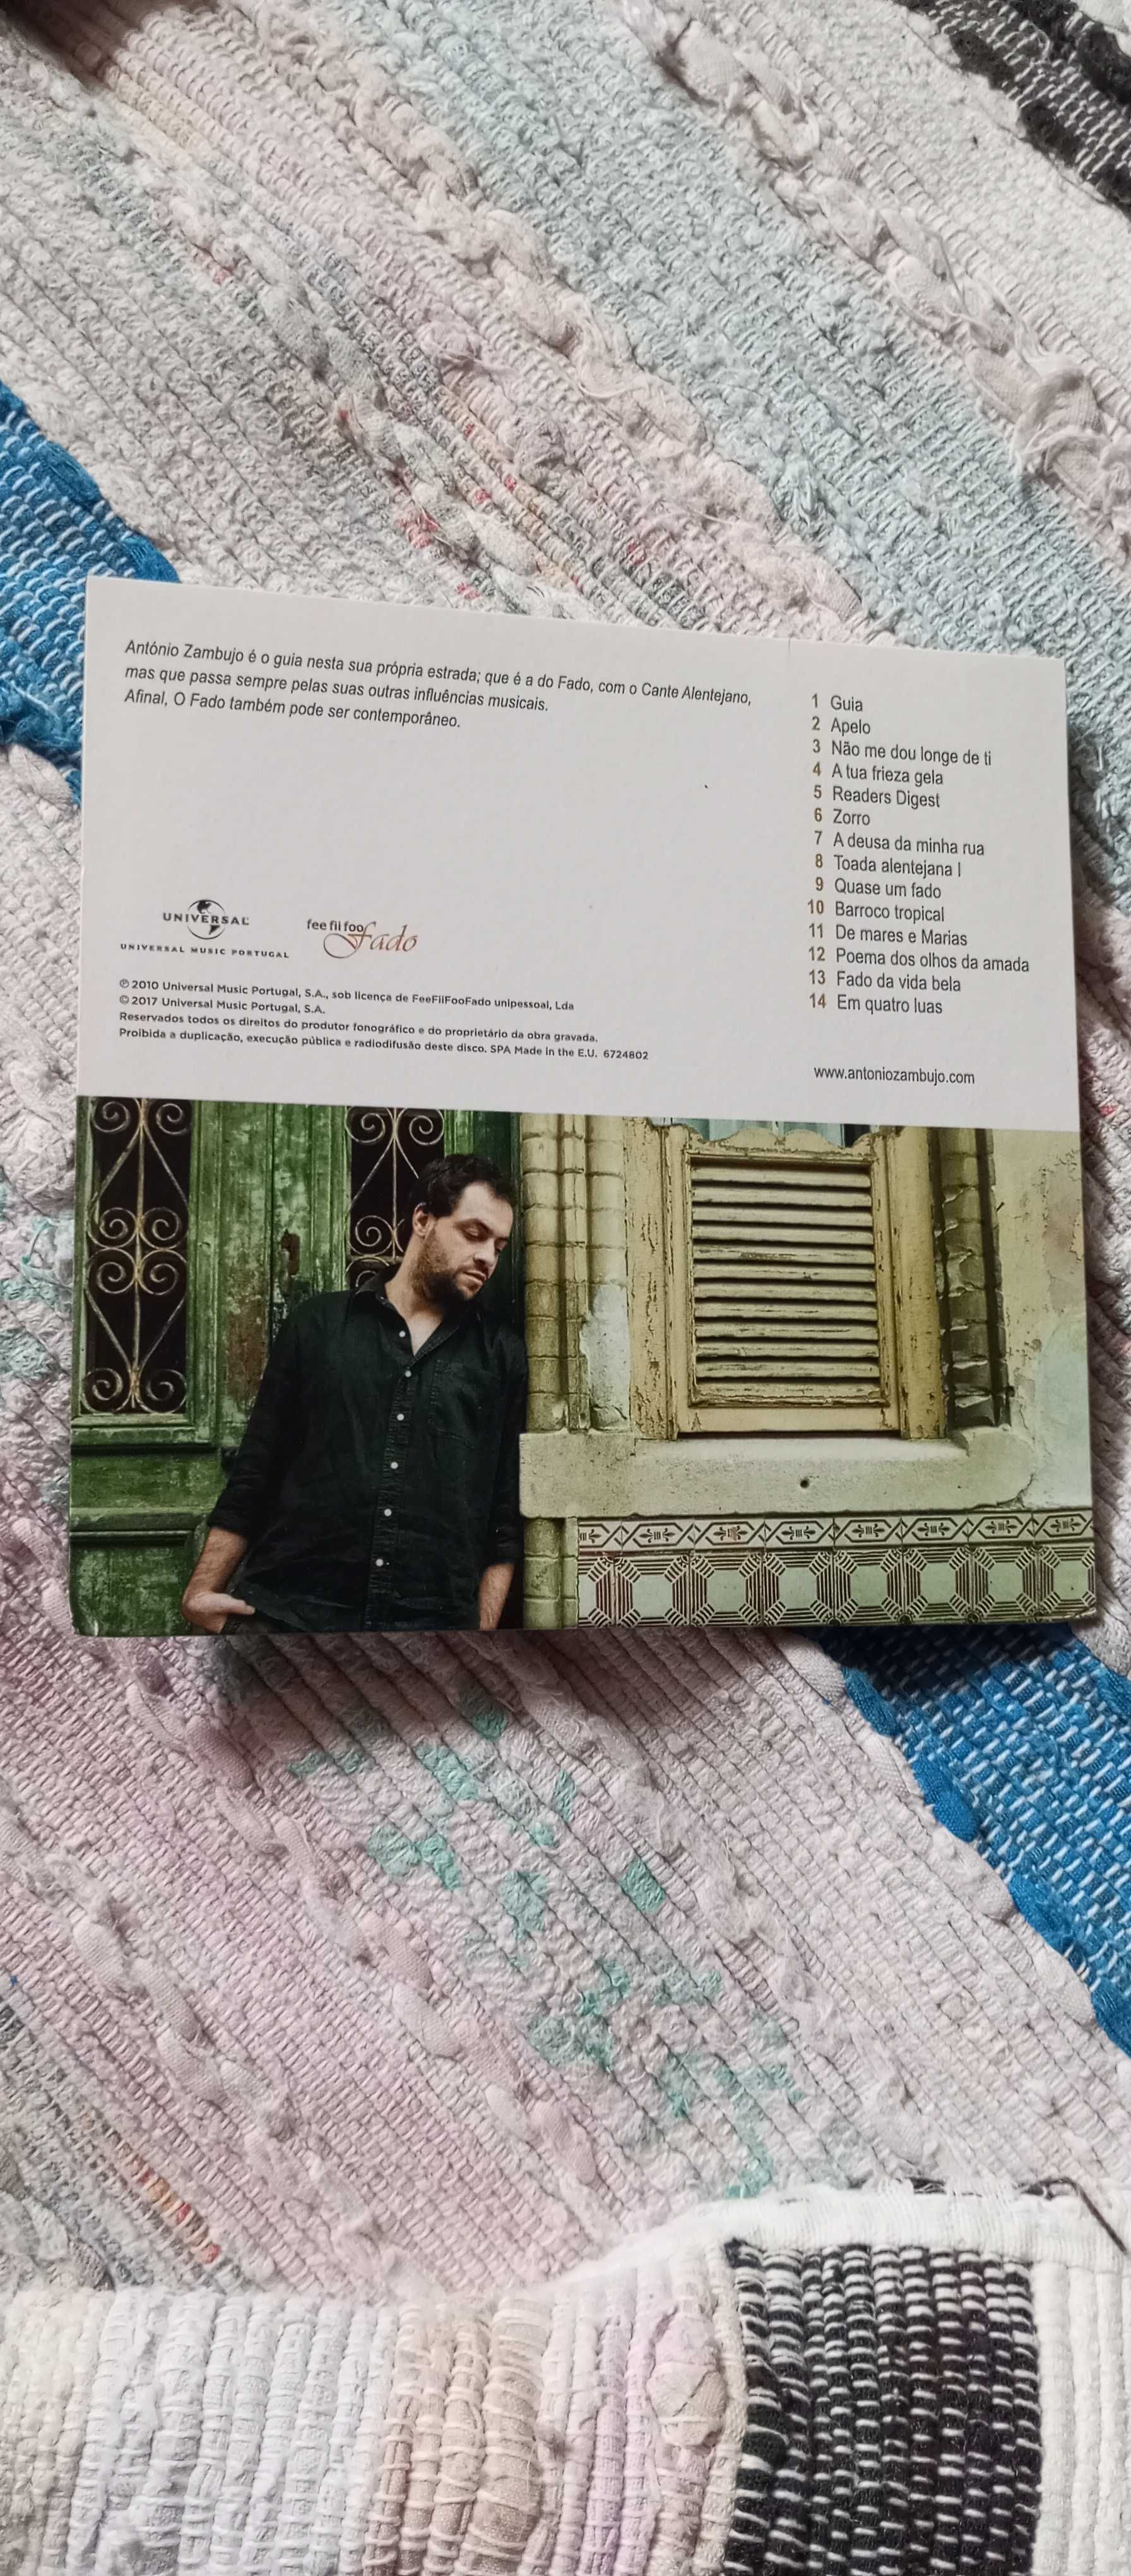 António Zambujo é o guia nesta sua própria estrada; que é a do Fado, com o Cante Alentejano,
mas que passa sempre pelas suas outras influências musicais.
Afinal, O Fado também pode ser contemporâneo.
1 Guia
2 Apelo
3 Não me dou longe de ti
4 A tua frieza gela
5 Readers Digest
6 Zorro
7 A deusa da minha rua
8 Toada alentejana I
9 Quase um fado
10 Barroco tropical
11 De mares e Marias
12 Poema dos olhos da amada
13 Fado da vida bela
14 Em quatro luas
www.antoniozambujo.com
UNIVERSAL
UNIVERSAL MUSIC PORTUGAL
fee fii foo
Fado
℗ 2010 Universal Music Portugal, S.A., sob licença de FeeFiiFooFado unipessoal, Lda
© 2017 Universal Music Portugal, S.A.
Reservados todos os direitos do produtor fonográfico e do proprietário da obra gravada.
Proibida a duplicação, execução pública e radiodifusão deste disco. SPA Made in the E.U. 6724802